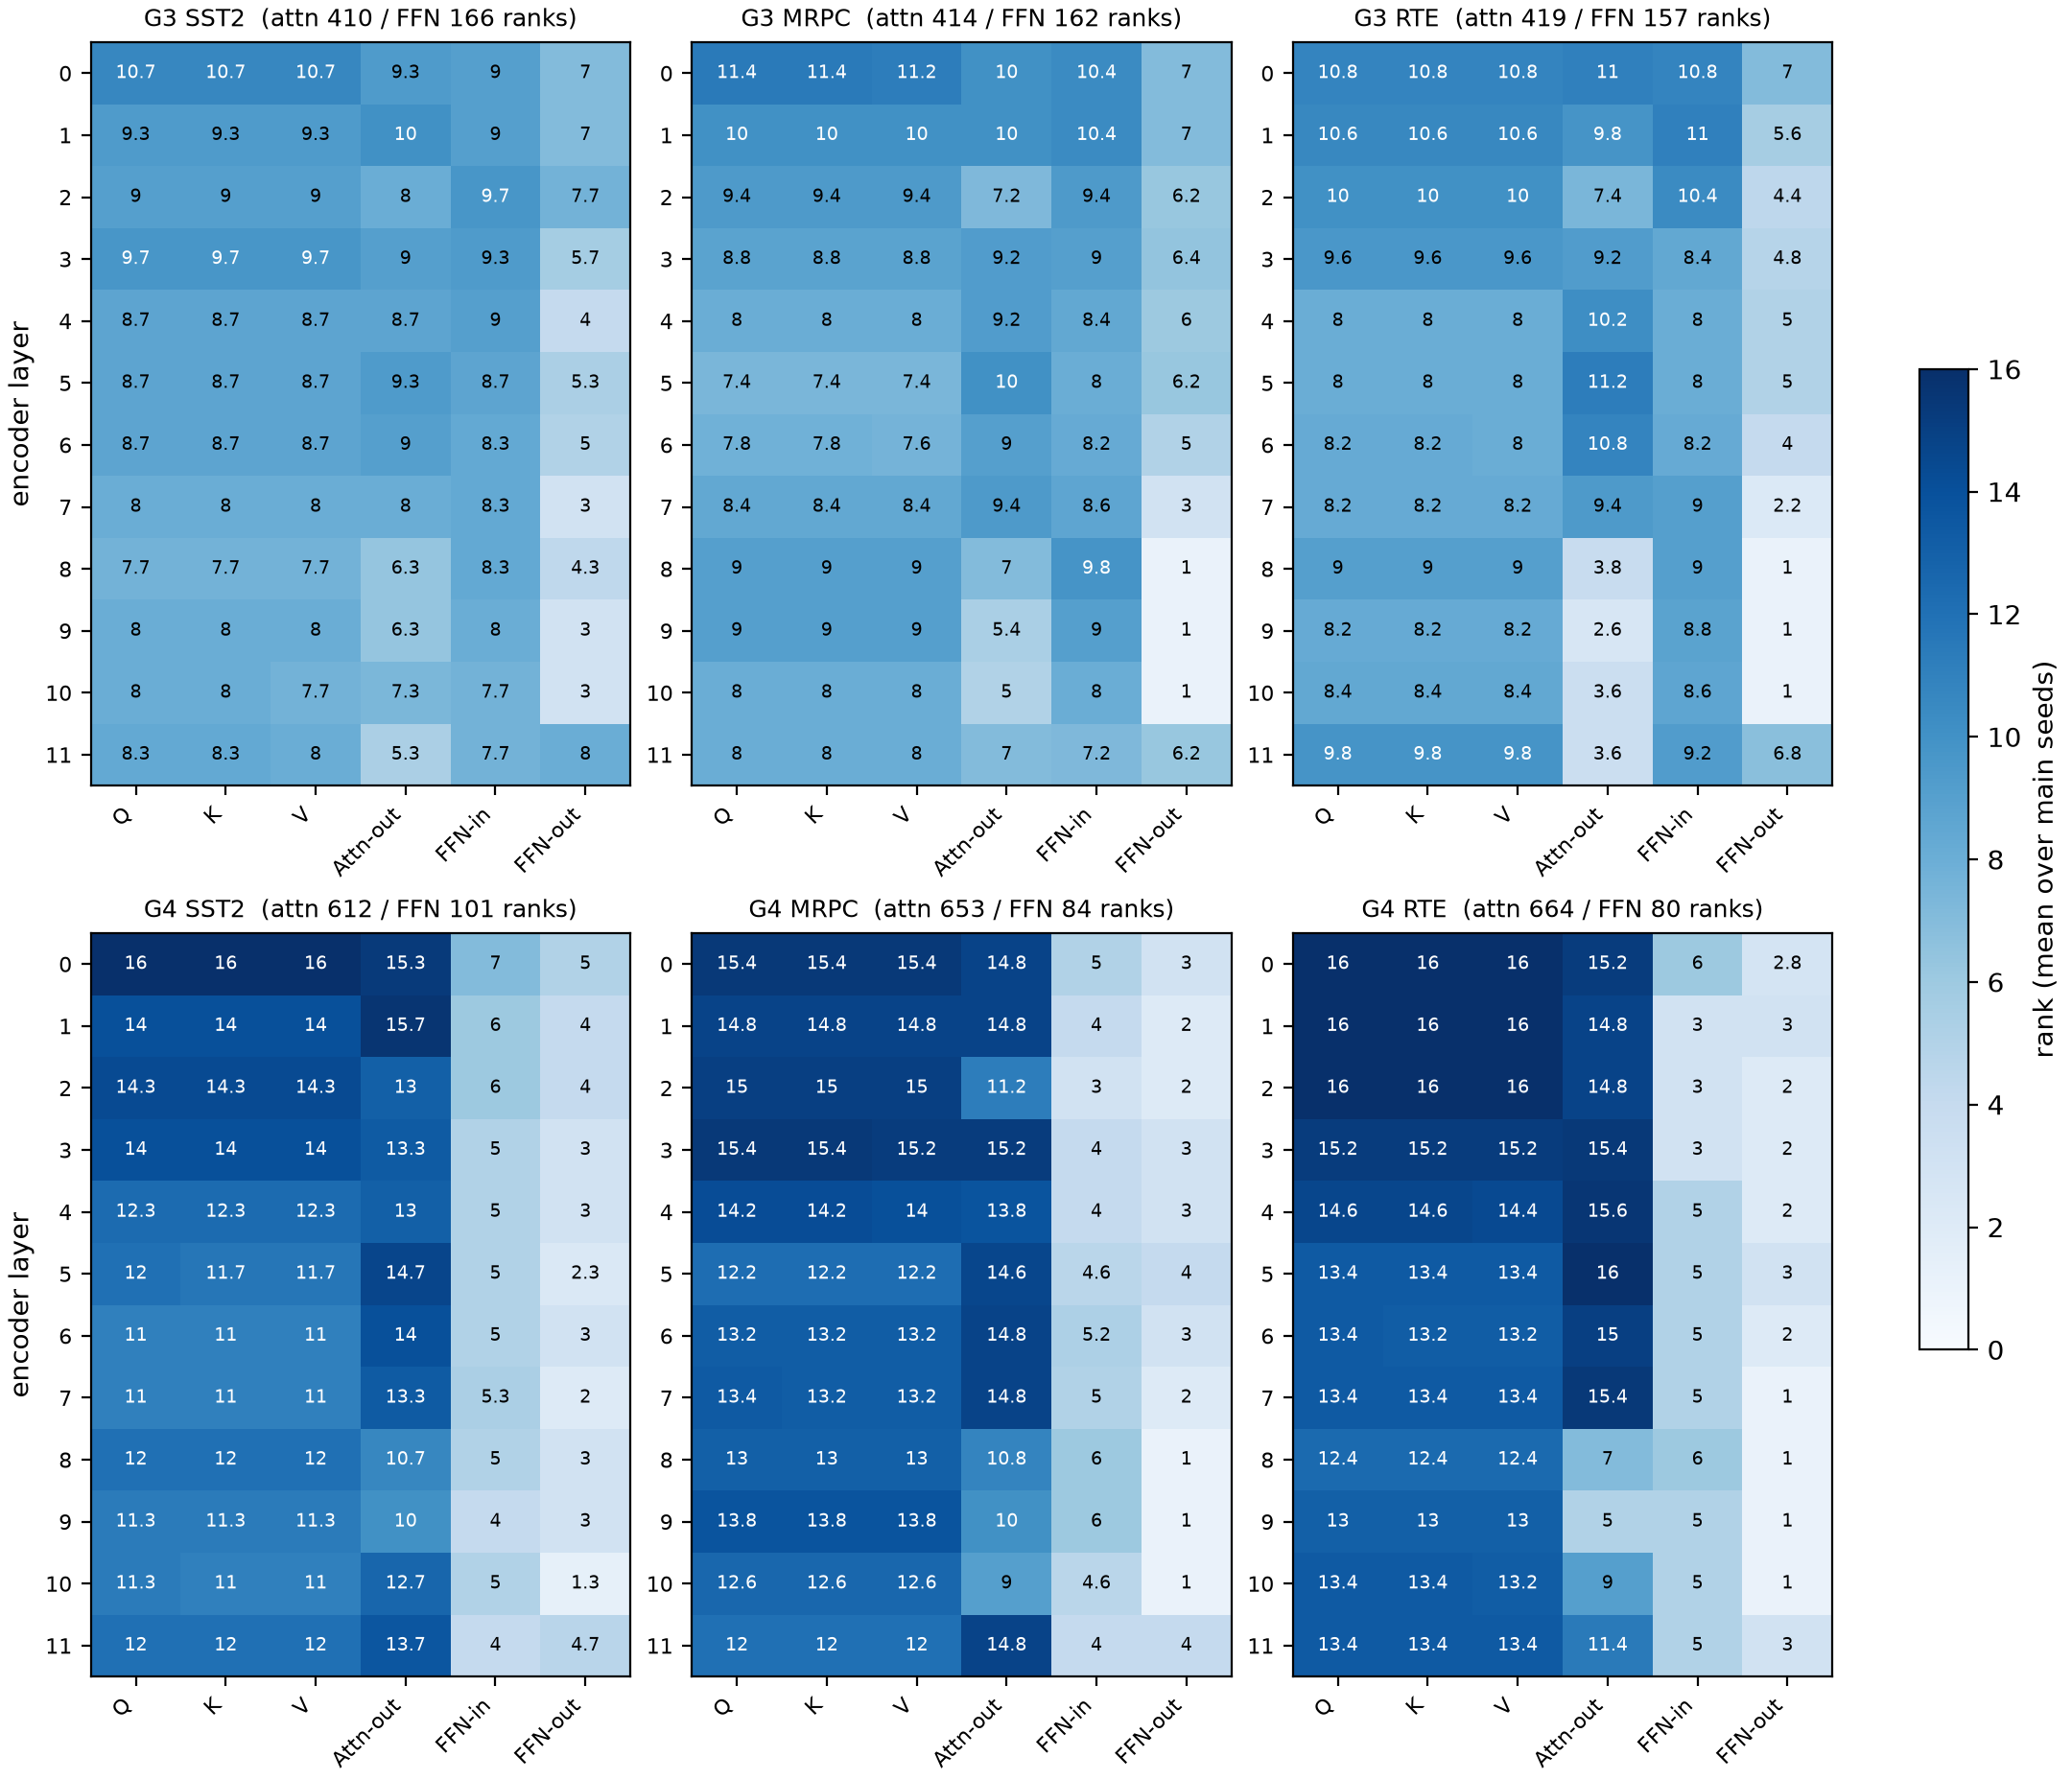 G3 SST2 (attn 410 / FFN 166 ranks)
encoder layer
0 10.7 10.7 10.7 9.3 9 7
1 9.3 9.3 9.3 10 9 7
2 9 9 9 8 9.7 7.7
3 9.7 9.7 9.7 9 9.3 5.7
4 8.7 8.7 8.7 8.7 9 4
5 8.7 8.7 8.7 9.3 8.7 5.3
6 8.7 8.7 8.7 9 8.3 5
7 8 8 8 8 8.3 3
8 7.7 7.7 7.7 6.3 8.3 4.3
9 8 8 8 6.3 8 3
10 8 8 7.7 7.3 7.7 3
11 8.3 8.3 8 5.3 7.7 8
Q K V Attn-out FFN-in FFN-out
G3 MRPC (attn 414 / FFN 162 ranks)
0 11.4 11.4 11.2 10 10.4 7
1 10 10 10 10 10.4 7
2 9.4 9.4 9.4 7.2 9.4 6.2
3 8.8 8.8 8.8 9.2 9 6.4
4 8 8 8 9.2 8.4 6
5 7.4 7.4 7.4 10 8 6.2
6 7.8 7.8 7.6 9 8.2 5
7 8.4 8.4 8.4 9.4 8.6 3
8 9 9 9 7 9.8 1
9 9 9 9 5.4 9 1
10 8 8 8 5 8 1
11 8 8 8 7 7.2 6.2
Q K V Attn-out FFN-in FFN-out
G3 RTE (attn 419 / FFN 157 ranks)
0 10.8 10.8 10.8 11 10.8 7
1 10.6 10.6 10.6 9.8 11 5.6
2 10 10 10 7.4 10.4 4.4
3 9.6 9.6 9.6 9.2 8.4 4.8
4 8 8 8 10.2 8 5
5 8 8 8 11.2 8 5
6 8.2 8.2 8 10.8 8.2 4
7 8.2 8.2 8.2 9.4 9 2.2
8 9 9 9 3.8 9 1
9 8.2 8.2 8.2 2.6 8.8 1
10 8.4 8.4 8.4 3.6 8.6 1
11 9.8 9.8 9.8 3.6 9.2 6.8
Q K V Attn-out FFN-in FFN-out
G4 SST2 (attn 612 / FFN 101 ranks)
encoder layer
0 16 16 16 15.3 7 5
1 14 14 14 15.7 6 4
2 14.3 14.3 14.3 13 6 4
3 14 14 14 13.3 5 3
4 12.3 12.3 12.3 13 5 3
5 12 11.7 11.7 14.7 5 2.3
6 11 11 11 14 5 3
7 11 11 11 13.3 5.3 2
8 12 12 12 10.7 5 3
9 11.3 11.3 11.3 10 4 3
10 11.3 11 11 12.7 5 1.3
11 12 12 12 13.7 4 4.7
Q K V Attn-out FFN-in FFN-out
G4 MRPC (attn 653 / FFN 84 ranks)
0 15.4 15.4 15.4 14.8 5 3
1 14.8 14.8 14.8 14.8 4 2
2 15 15 15 11.2 3 2
3 15.4 15.4 15.2 15.2 4 3
4 14.2 14.2 14 13.8 4 3
5 12.2 12.2 12.2 14.6 4.6 4
6 13.2 13.2 13.2 14.8 5.2 3
7 13.4 13.2 13.2 14.8 5 2
8 13 13 13 10.8 6 1
9 13.8 13.8 13.8 10 6 1
10 12.6 12.6 12.6 9 4.6 1
11 12 12 12 14.8 4 4
Q K V Attn-out FFN-in FFN-out
G4 RTE (attn 664 / FFN 80 ranks)
0 16 16 16 15.2 6 2.8
1 16 16 16 14.8 3 3
2 16 16 16 14.8 3 2
3 15.2 15.2 15.2 15.4 3 2
4 14.6 14.6 14.4 15.6 5 2
5 13.4 13.4 13.4 16 5 3
6 13.4 13.2 13.2 15 5 2
7 13.4 13.4 13.4 15.4 5 1
8 12.4 12.4 12.4 7 6 1
9 13 13 13 5 5 1
10 13.4 13.4 13.2 9 5 1
11 13.4 13.4 13.4 11.4 5 3
Q K V Attn-out FFN-in FFN-out
16
14
12
10
8
6
4
2
0
rank (mean over main seeds)